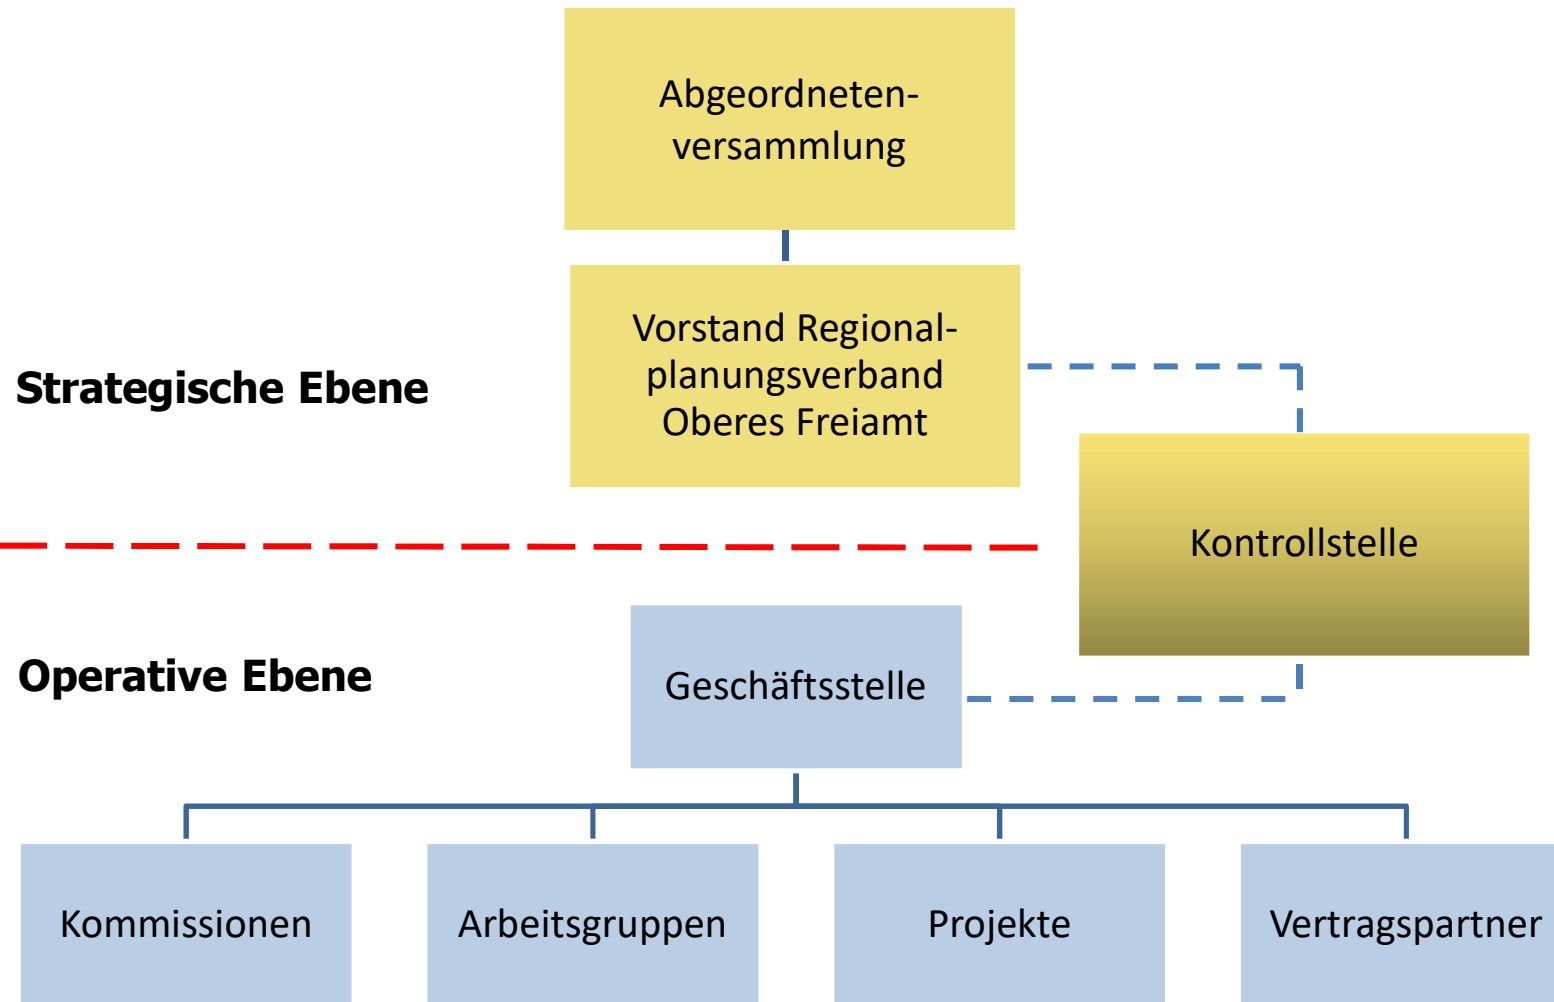 Abgeordneten-
versammlung
Vorstand Regional-
planungsverband
Oberes Freiamt
Strategische Ebene
Kontrollstelle
Operative Ebene
Geschäftsstelle
Kommissionen
Arbeitsgruppen
Projekte
Vertragspartner